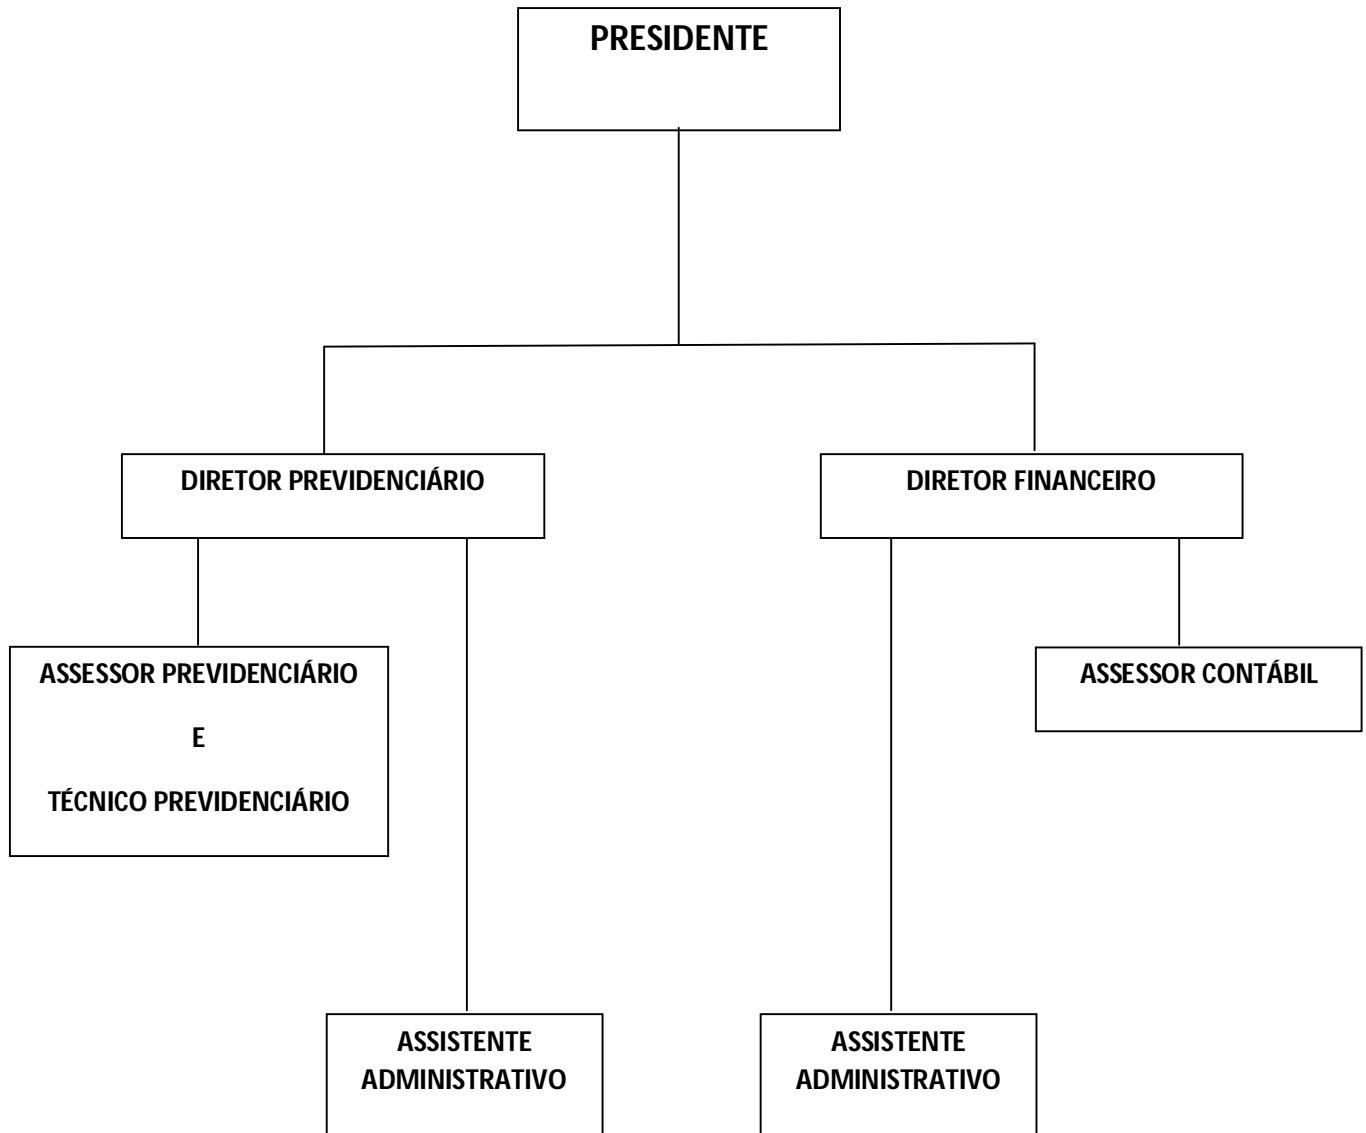 PRESIDENTE
DIRETOR PREVIDENCIÁRIO
DIRETOR FINANCEIRO
ASSESSOR PREVIDENCIÁRIO
E
TÉCNICO PREVIDENCIÁRIO
ASSESSOR CONTÁBIL
ASSISTENTE
ADMINISTRATIVO
ASSISTENTE
ADMINISTRATIVO